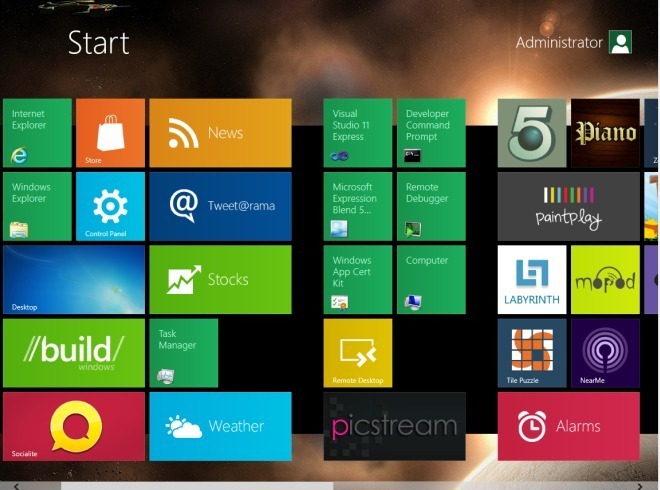 Start
Administrator
Internet
Explorer
Store
News
Windows
Explorer
Control Panel
@
Tweet@rama
Desktop
Stocks
//build/
windows
Task
Manager
Socialite
Weather
Visual
Studio 11
Express
Developer
Command
Prompt
Microsoft
Expression
Blend 5...
Remote
Debugger
Windows
App Cert
Kit
Computer
Remote Desktop
picstream
5
Piano
paintplay
LABYRINTH
mopod
Tile Puzzle
NearMe
Alarms